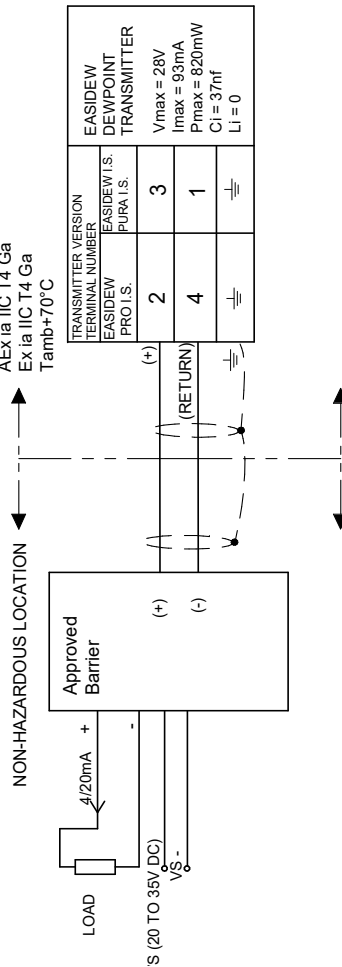 AEx ia IIC T4 Ga
Ex ia IIC T4 Ga
Tamb+70°C
NON-HAZARDOUS LOCATION
LOAD
4/20mA
+
-
VS (20 TO 35V DC)
VS -
Approved
Barrier
(+)
(-)
(+)
(RETURN)
TRANSMITTER VERSION
TERMINAL NUMBER
EASIDEW
PRO I.S.
EASIDEW I.S.
PURA I.S.
2
3
4
1
EASIDEW
DEWPOINT
TRANSMITTER
Vmax = 28V
Imax = 93mA
Pmax = 820mW
Ci = 37nf
Li = 0